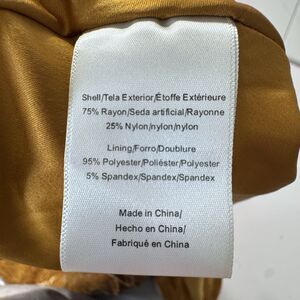 Shell/Tela Exterior/Étoffe Extérieure
75% Rayon/Seda artificial/Rayonne
25% Nylon/nylon/nylon
Lining/Forro/Doublure
95% Polyester/Poliéster/Polyester
5% Spandex/Spandex/Spandex
Made in China/
Hecho en China/
Fabriqué en China